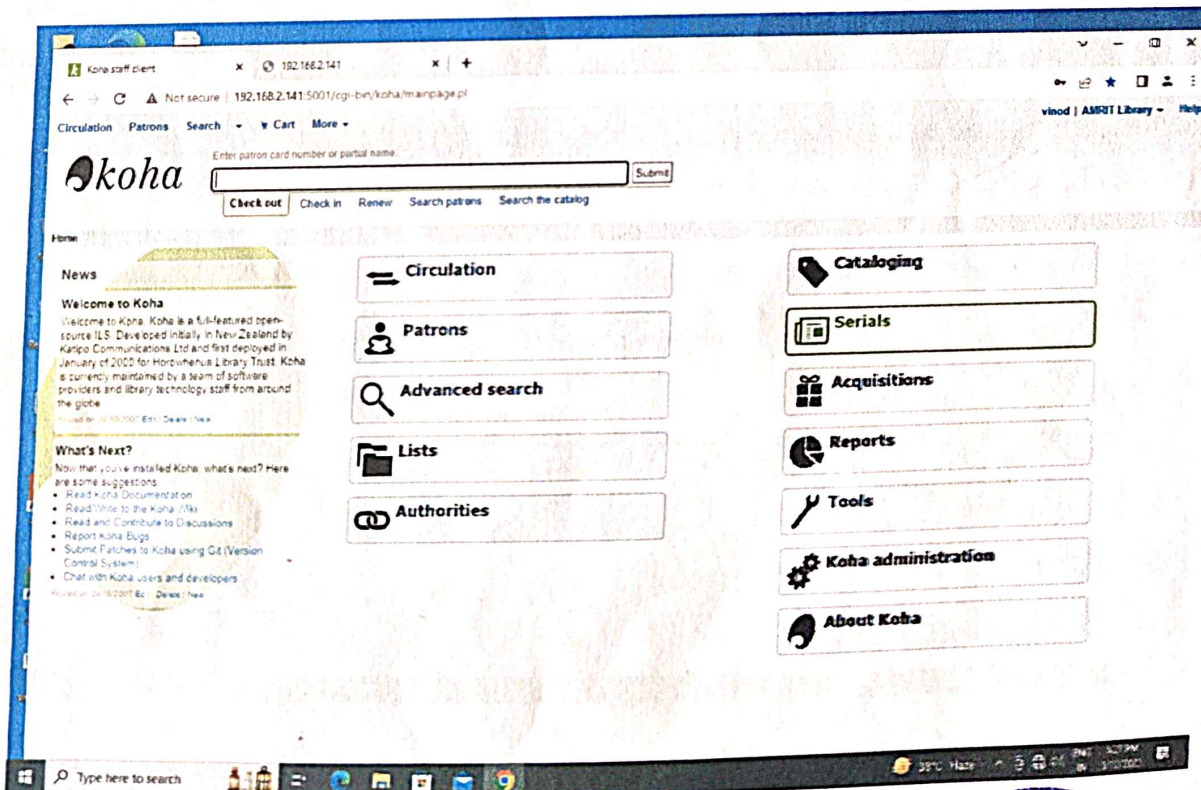 Koha staff client
192.168.2.141
Not secure 192.168.2.141:5001/cgi-bin/koha/mainpage.pl
Circulation Patrons Search Cart More
vinod | AMRIT Library Help
koha
Enter patron card number or partial name:
Submit
Check out Check in Renew Search patrons Search the catalog
Home
News
Welcome to Koha
Welcome to Koha. Koha is a full-featured open-
source ILS. Developed initially in New Zealand by
Katipo Communications Ltd and first deployed in
January of 2000 for Horowhenua Library Trust, Koha
is currently maintained by a team of software
providers and library technology staff from around
the globe.
Edit | Delete | New
What's Next?
Now that you've installed Koha, what's next? Here
are some suggestions
Read Koha Documentation
Read/Write to the Koha Wiki
Read and Contribute to Discussions
Report Koha Bugs
Submit Patches to Koha using Git (Version
Control System)
Chat with Koha users and developers
Edit | Delete | New
Circulation
Patrons
Advanced search
Lists
Authorities
Cataloging
Serials
Acquisitions
Reports
Tools
Koha administration
About Koha
Type here to search
Haze